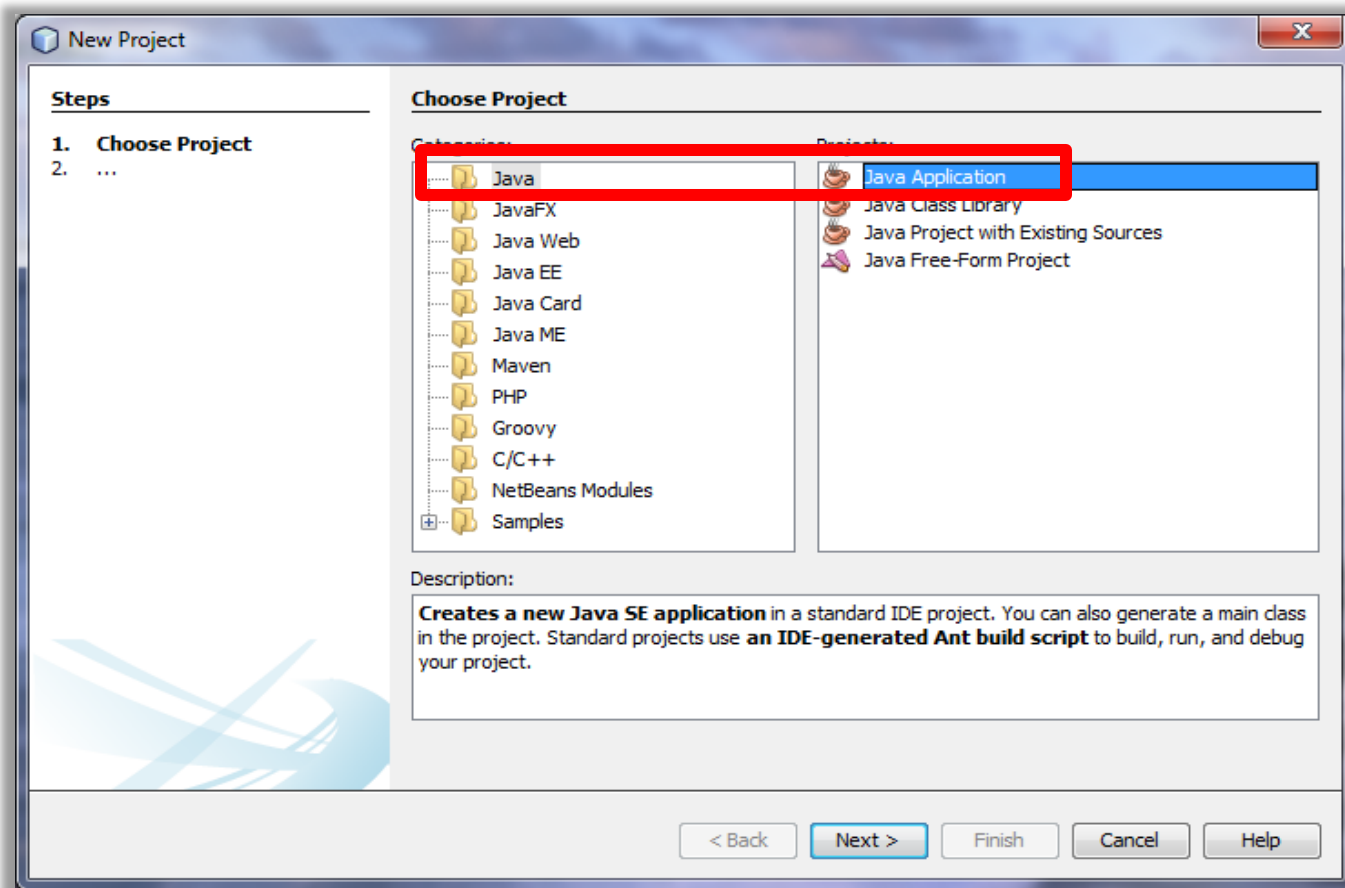 New Project
Steps
1. Choose Project
2. ...
Choose Project
Categories:
Projects:
Java
JavaFX
Java Web
Java EE
Java Card
Java ME
Maven
PHP
Groovy
C/C++
NetBeans Modules
Samples
Java Application
Java Class Library
Java Project with Existing Sources
Java Free-Form Project
Description:
Creates a new Java SE application in a standard IDE project. You can also generate a main class
in the project. Standard projects use an IDE-generated Ant build script to build, run, and debug
your project.
< Back
Next >
Finish
Cancel
Help